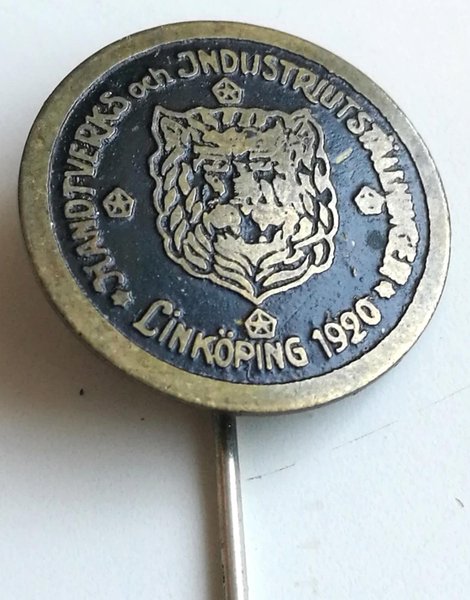 HANDTVERKS och INDUSTRIUTSTÄLLNINGEN
LINKÖPING 1920